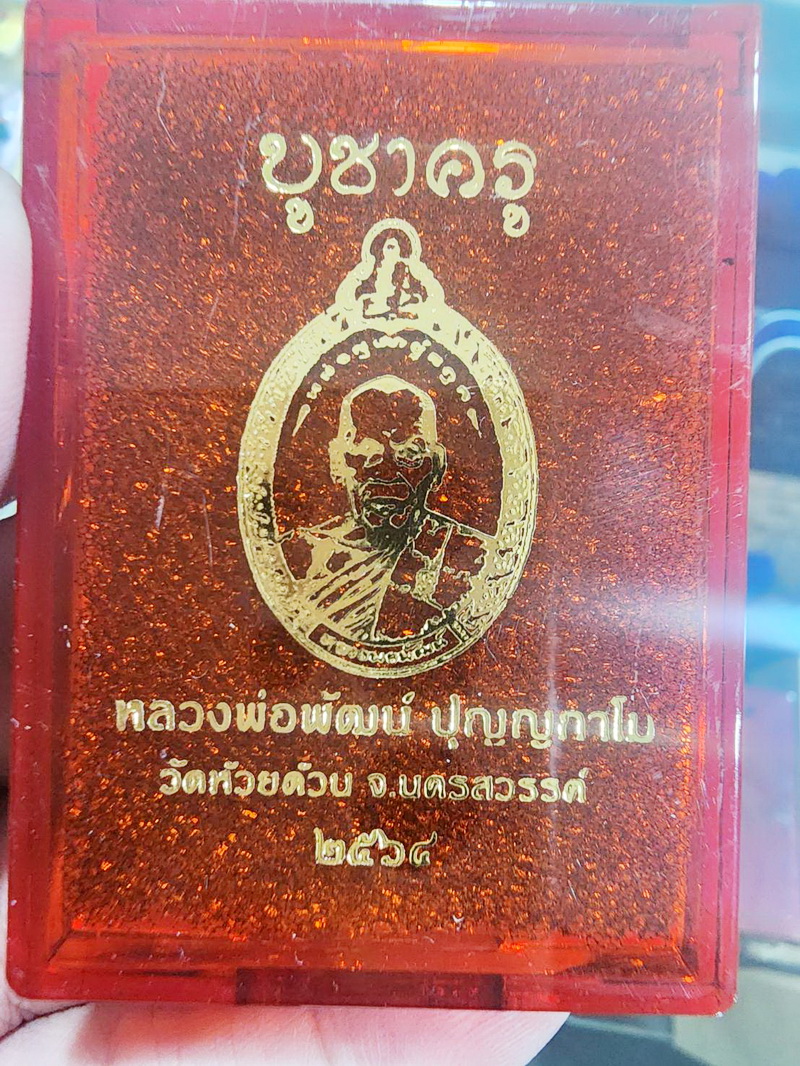 บูชาครู
หลวงพ่อพัฒน์ ปุญญกาโม
วัดห้วยด้วน จ.นครสวรรค์
๒๕๖๔